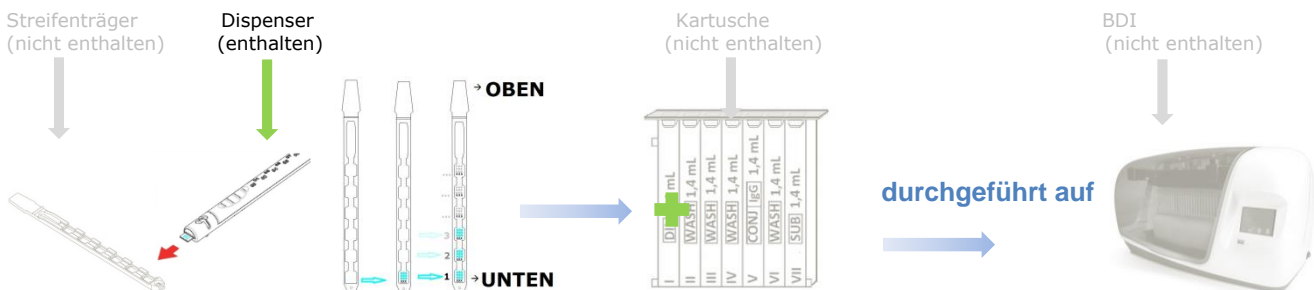 Streifenträger
(nicht enthalten)
Dispenser
(enthalten)
Kartusche
(nicht enthalten)
BDI
(nicht enthalten)
OBEN
3
2
1
UNTEN
I mL
II WASH 1,4 mL
III WASH 1,4 mL
IV WASH 1,4 mL
V CONJ IgG 1,4 mL
VI WASH 1,4 mL
VII SUB 1,4 mL
durchgeführt auf